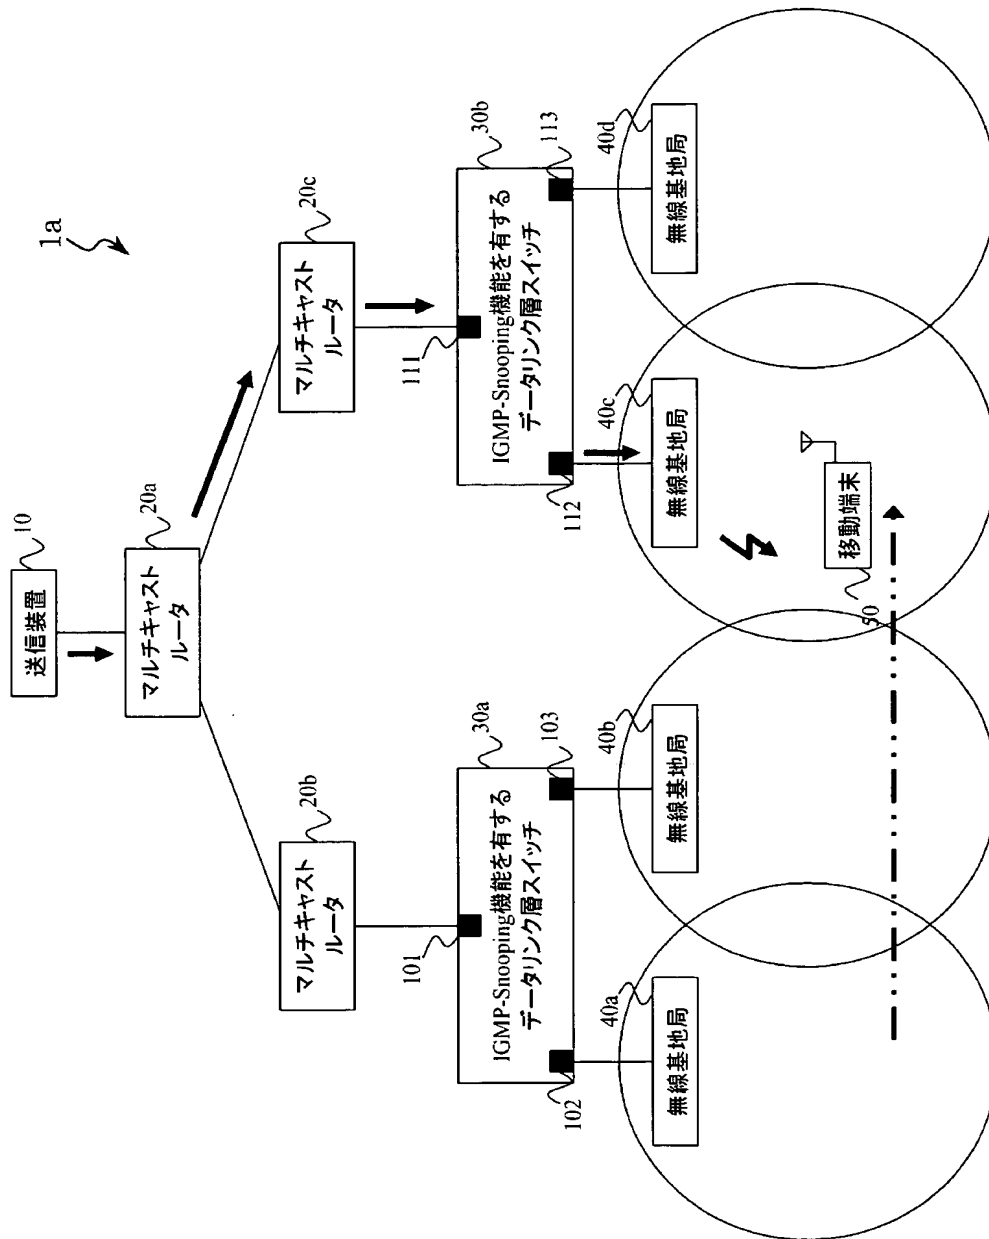 1a
送信装置
10
マルチキャスト
ルータ
20a
マルチキャスト
ルータ
20b
マルチキャスト
ルータ
20c
IGMP-Snooping機能を有する
データリンク層スイッチ
30a
101
102
103
IGMP-Snooping機能を有する
データリンク層スイッチ
30b
111
112
113
無線基地局
40a
無線基地局
40b
無線基地局
40c
無線基地局
40d
移動端末
50